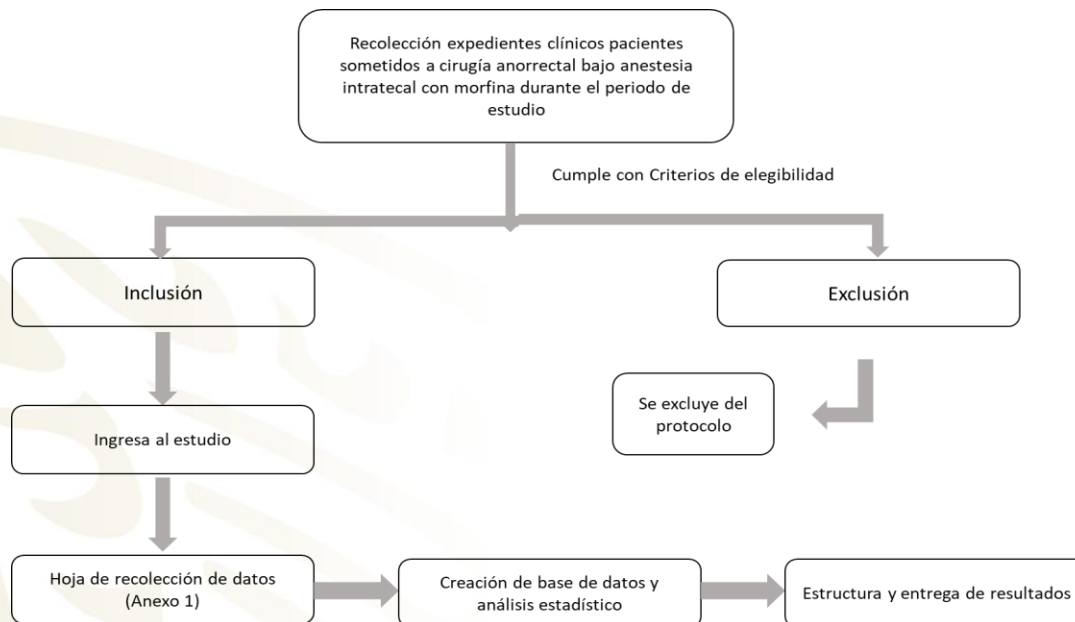 Recolección expedientes clínicos pacientes
sometidos a cirugía anorrectal bajo anestesia
intratecal con morfina durante el periodo de
estudio
Cumple con Criterios de elegibilidad
Inclusión
Exclusión
Se excluye del
protocolo
Ingresa al estudio
Hoja de recolección de datos
(Anexo 1)
Creación de base de datos y
análisis estadístico
Estructura y entrega de resultados